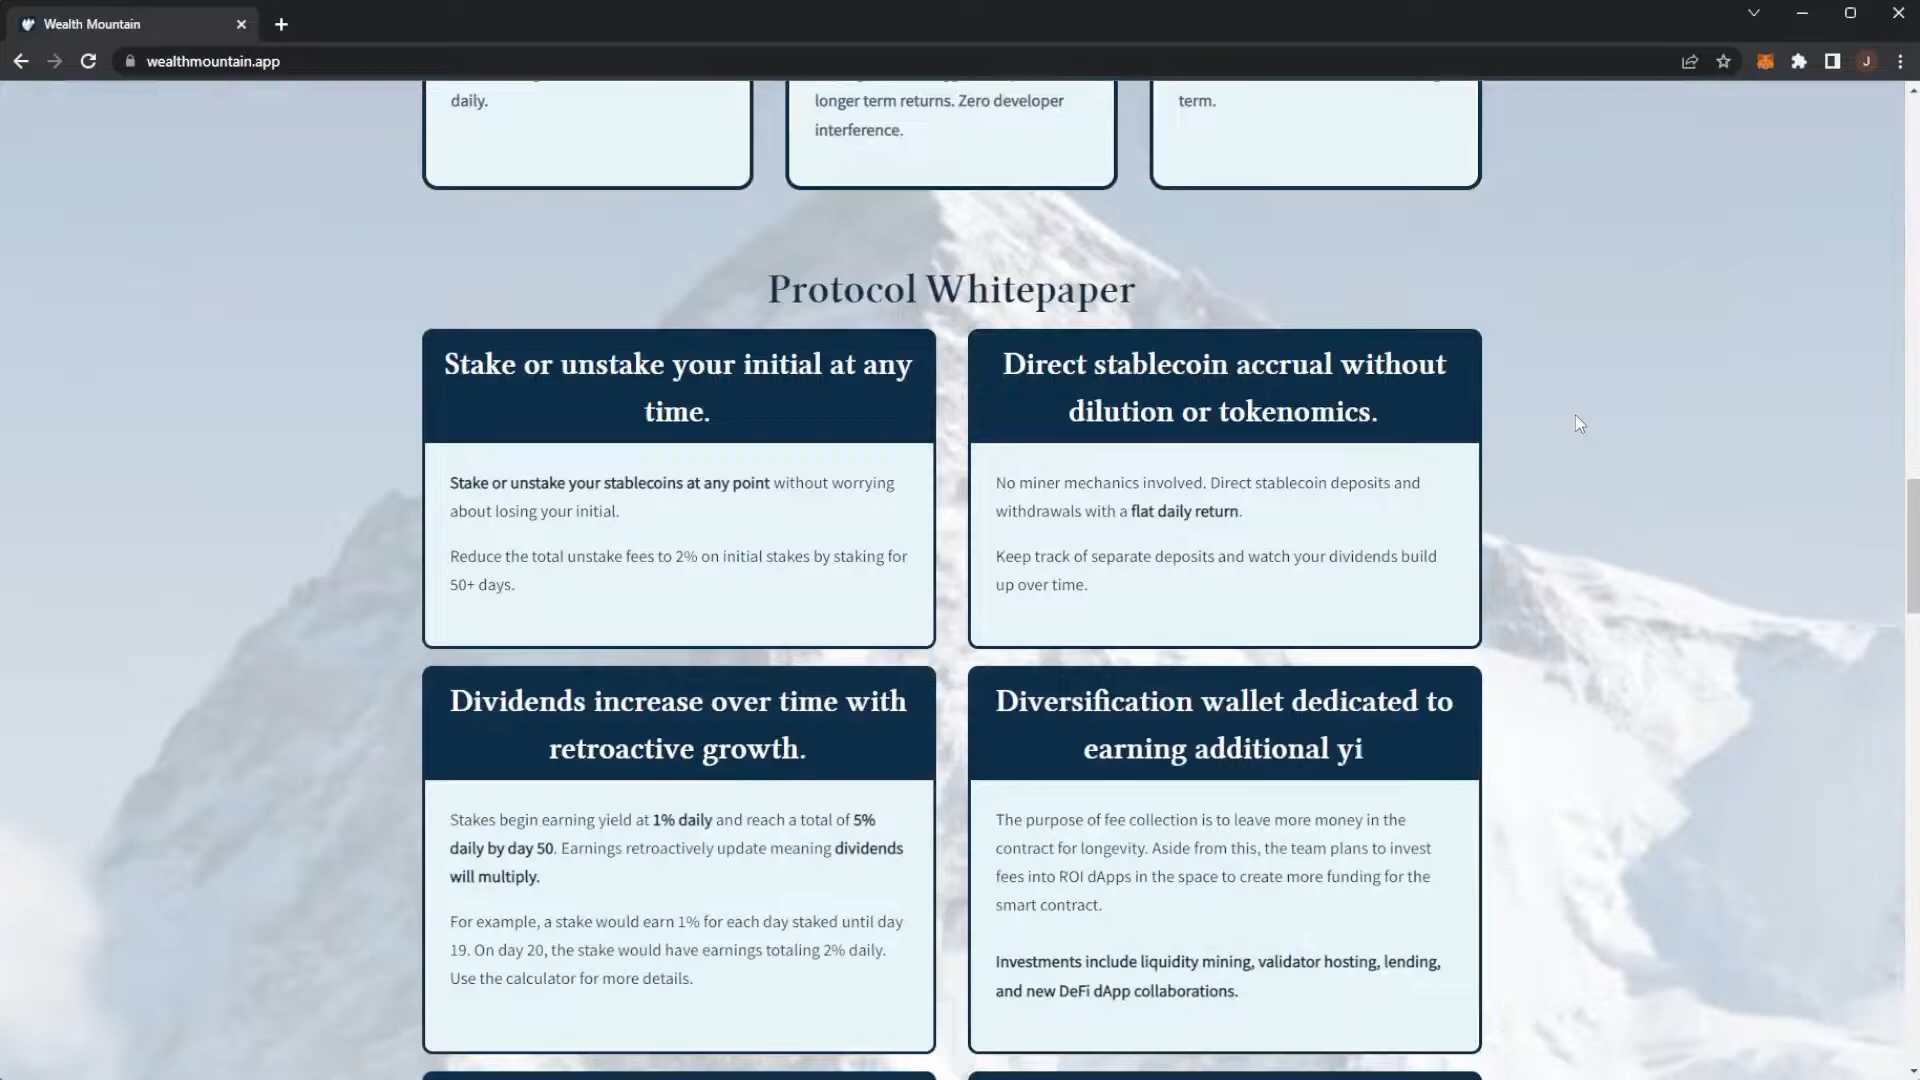 Wealth Mountain
wealthmountain.app
J
daily.
longer term returns. Zero developer
interference.
term.
Protocol Whitepaper
Stake or unstake your initial at any
time.
Stake or unstake your stablecoins at any point without worrying
about losing your initial.
Reduce the total unstake fees to 2% on initial stakes by staking for
50+ days.
Direct stablecoin accrual without
dilution or tokenomics.
No miner mechanics involved. Direct stablecoin deposits and
withdrawals with a flat daily return.
Keep track of separate deposits and watch your dividends build
up over time.
Dividends increase over time with
retroactive growth.
Stakes begin earning yield at 1% daily and reach a total of 5%
daily by day 50. Earnings retroactively update meaning dividends
will multiply.
For example, a stake would earn 1% for each day staked until day
19. On day 20, the stake would have earnings totaling 2% daily.
Use the calculator for more details.
Diversification wallet dedicated to
earning additional yi
The purpose of fee collection is to leave more money in the
contract for longevity. Aside from this, the team plans to invest
fees into ROI dApps in the space to create more funding for the
smart contract.
Investments include liquidity mining, validator hosting, lending,
and new DeFi dApp collaborations.